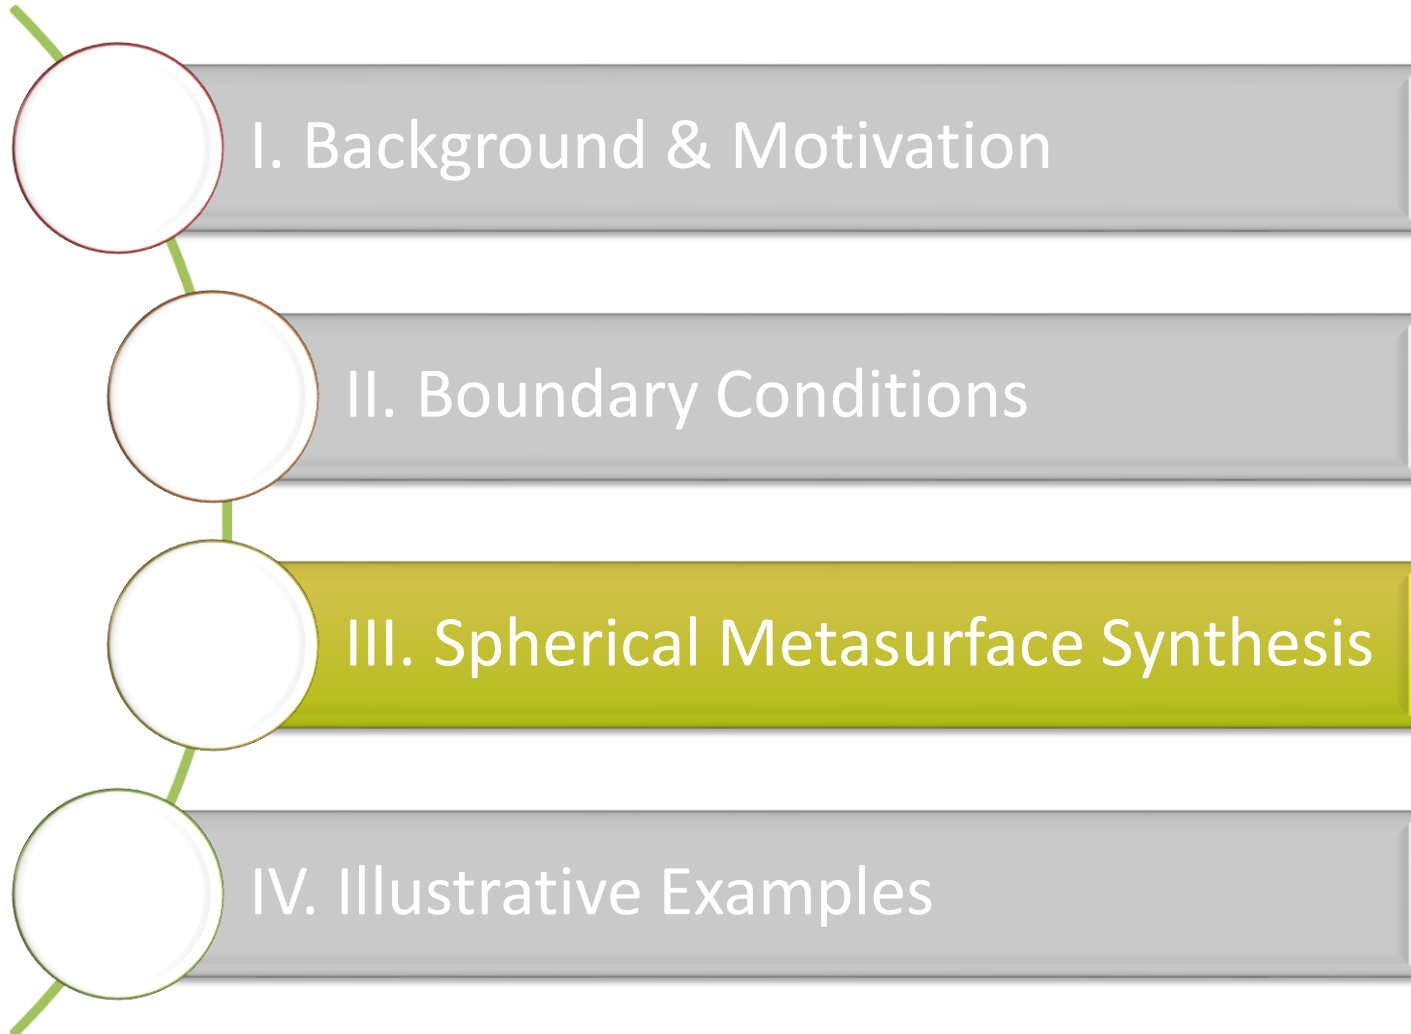 I. Background & Motivation
II. Boundary Conditions
III. Spherical Metasurface Synthesis
IV. Illustrative Examples